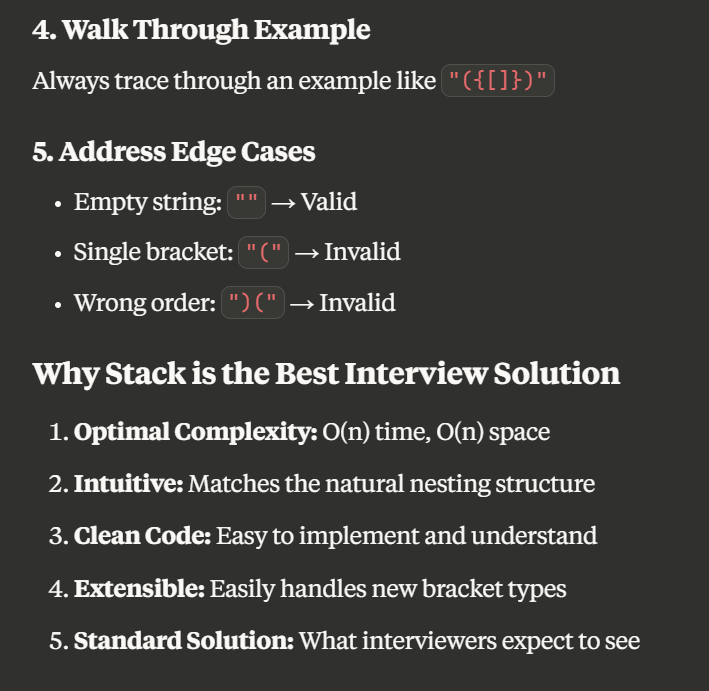 4. Walk Through Example
Always trace through an example like "({[]})"
5. Address Edge Cases
• Empty string: "" → Valid
• Single bracket: "(" → Invalid
• Wrong order: ")(" → Invalid
Why Stack is the Best Interview Solution
1. Optimal Complexity: O(n) time, O(n) space
2. Intuitive: Matches the natural nesting structure
3. Clean Code: Easy to implement and understand
4. Extensible: Easily handles new bracket types
5. Standard Solution: What interviewers expect to see